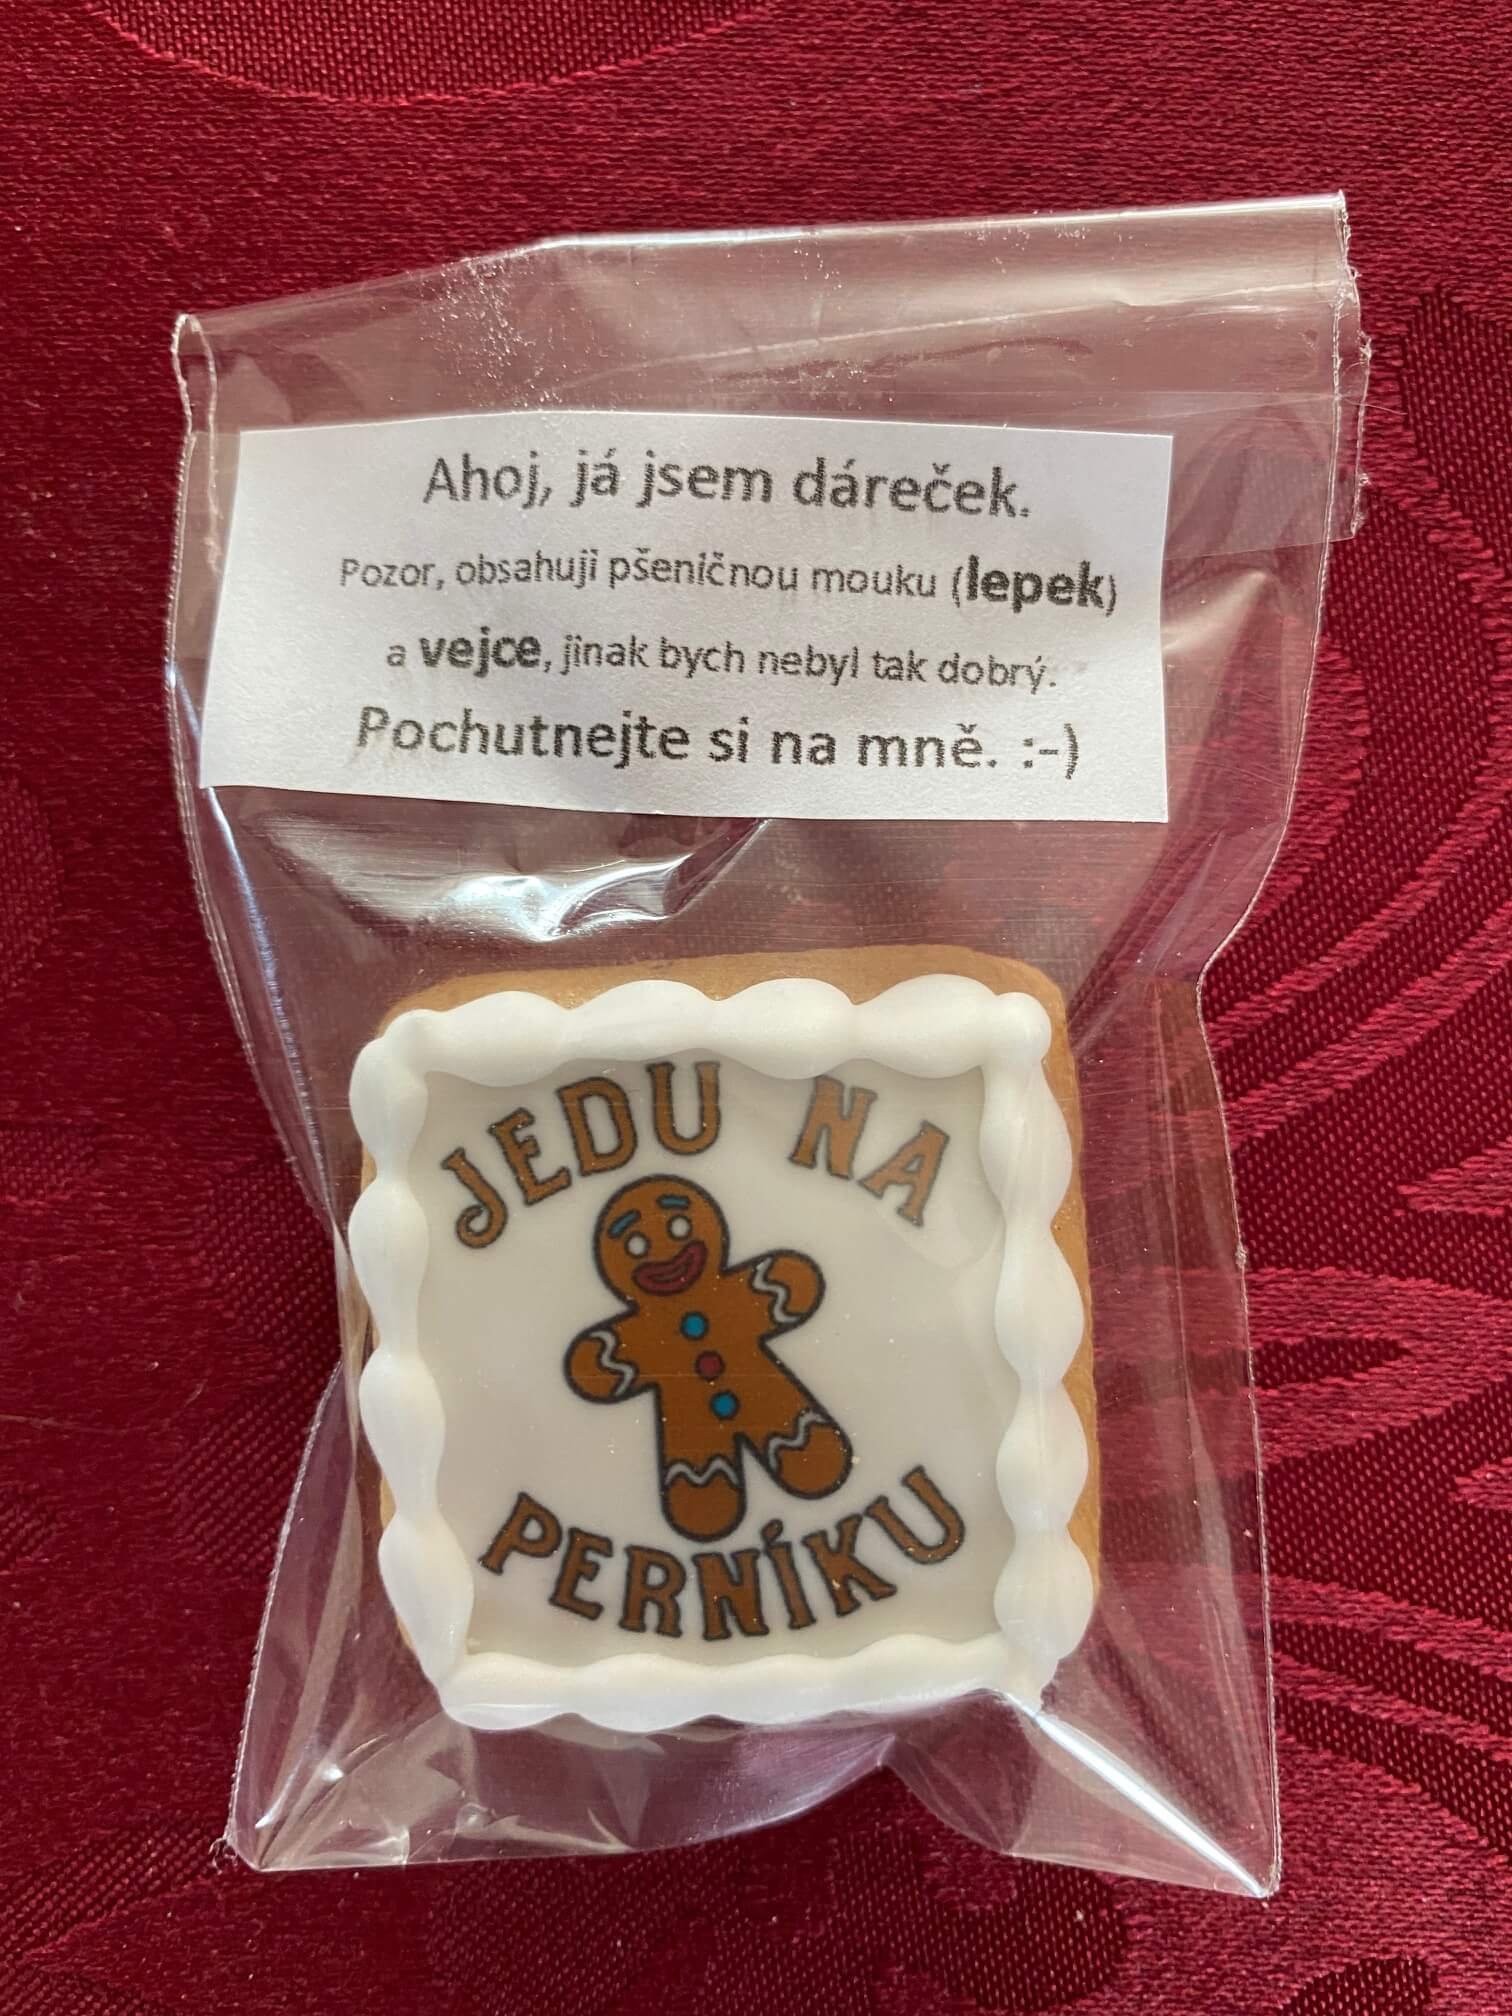 Ahoj, já jsem dáreček.
Pozor, obsahuji pšeničnou mouku (lepek)
a vejce, jinak bych nebyl tak dobrý.
Pochutnejte si na mně. :-)
JEDU NA
PERNÍKU